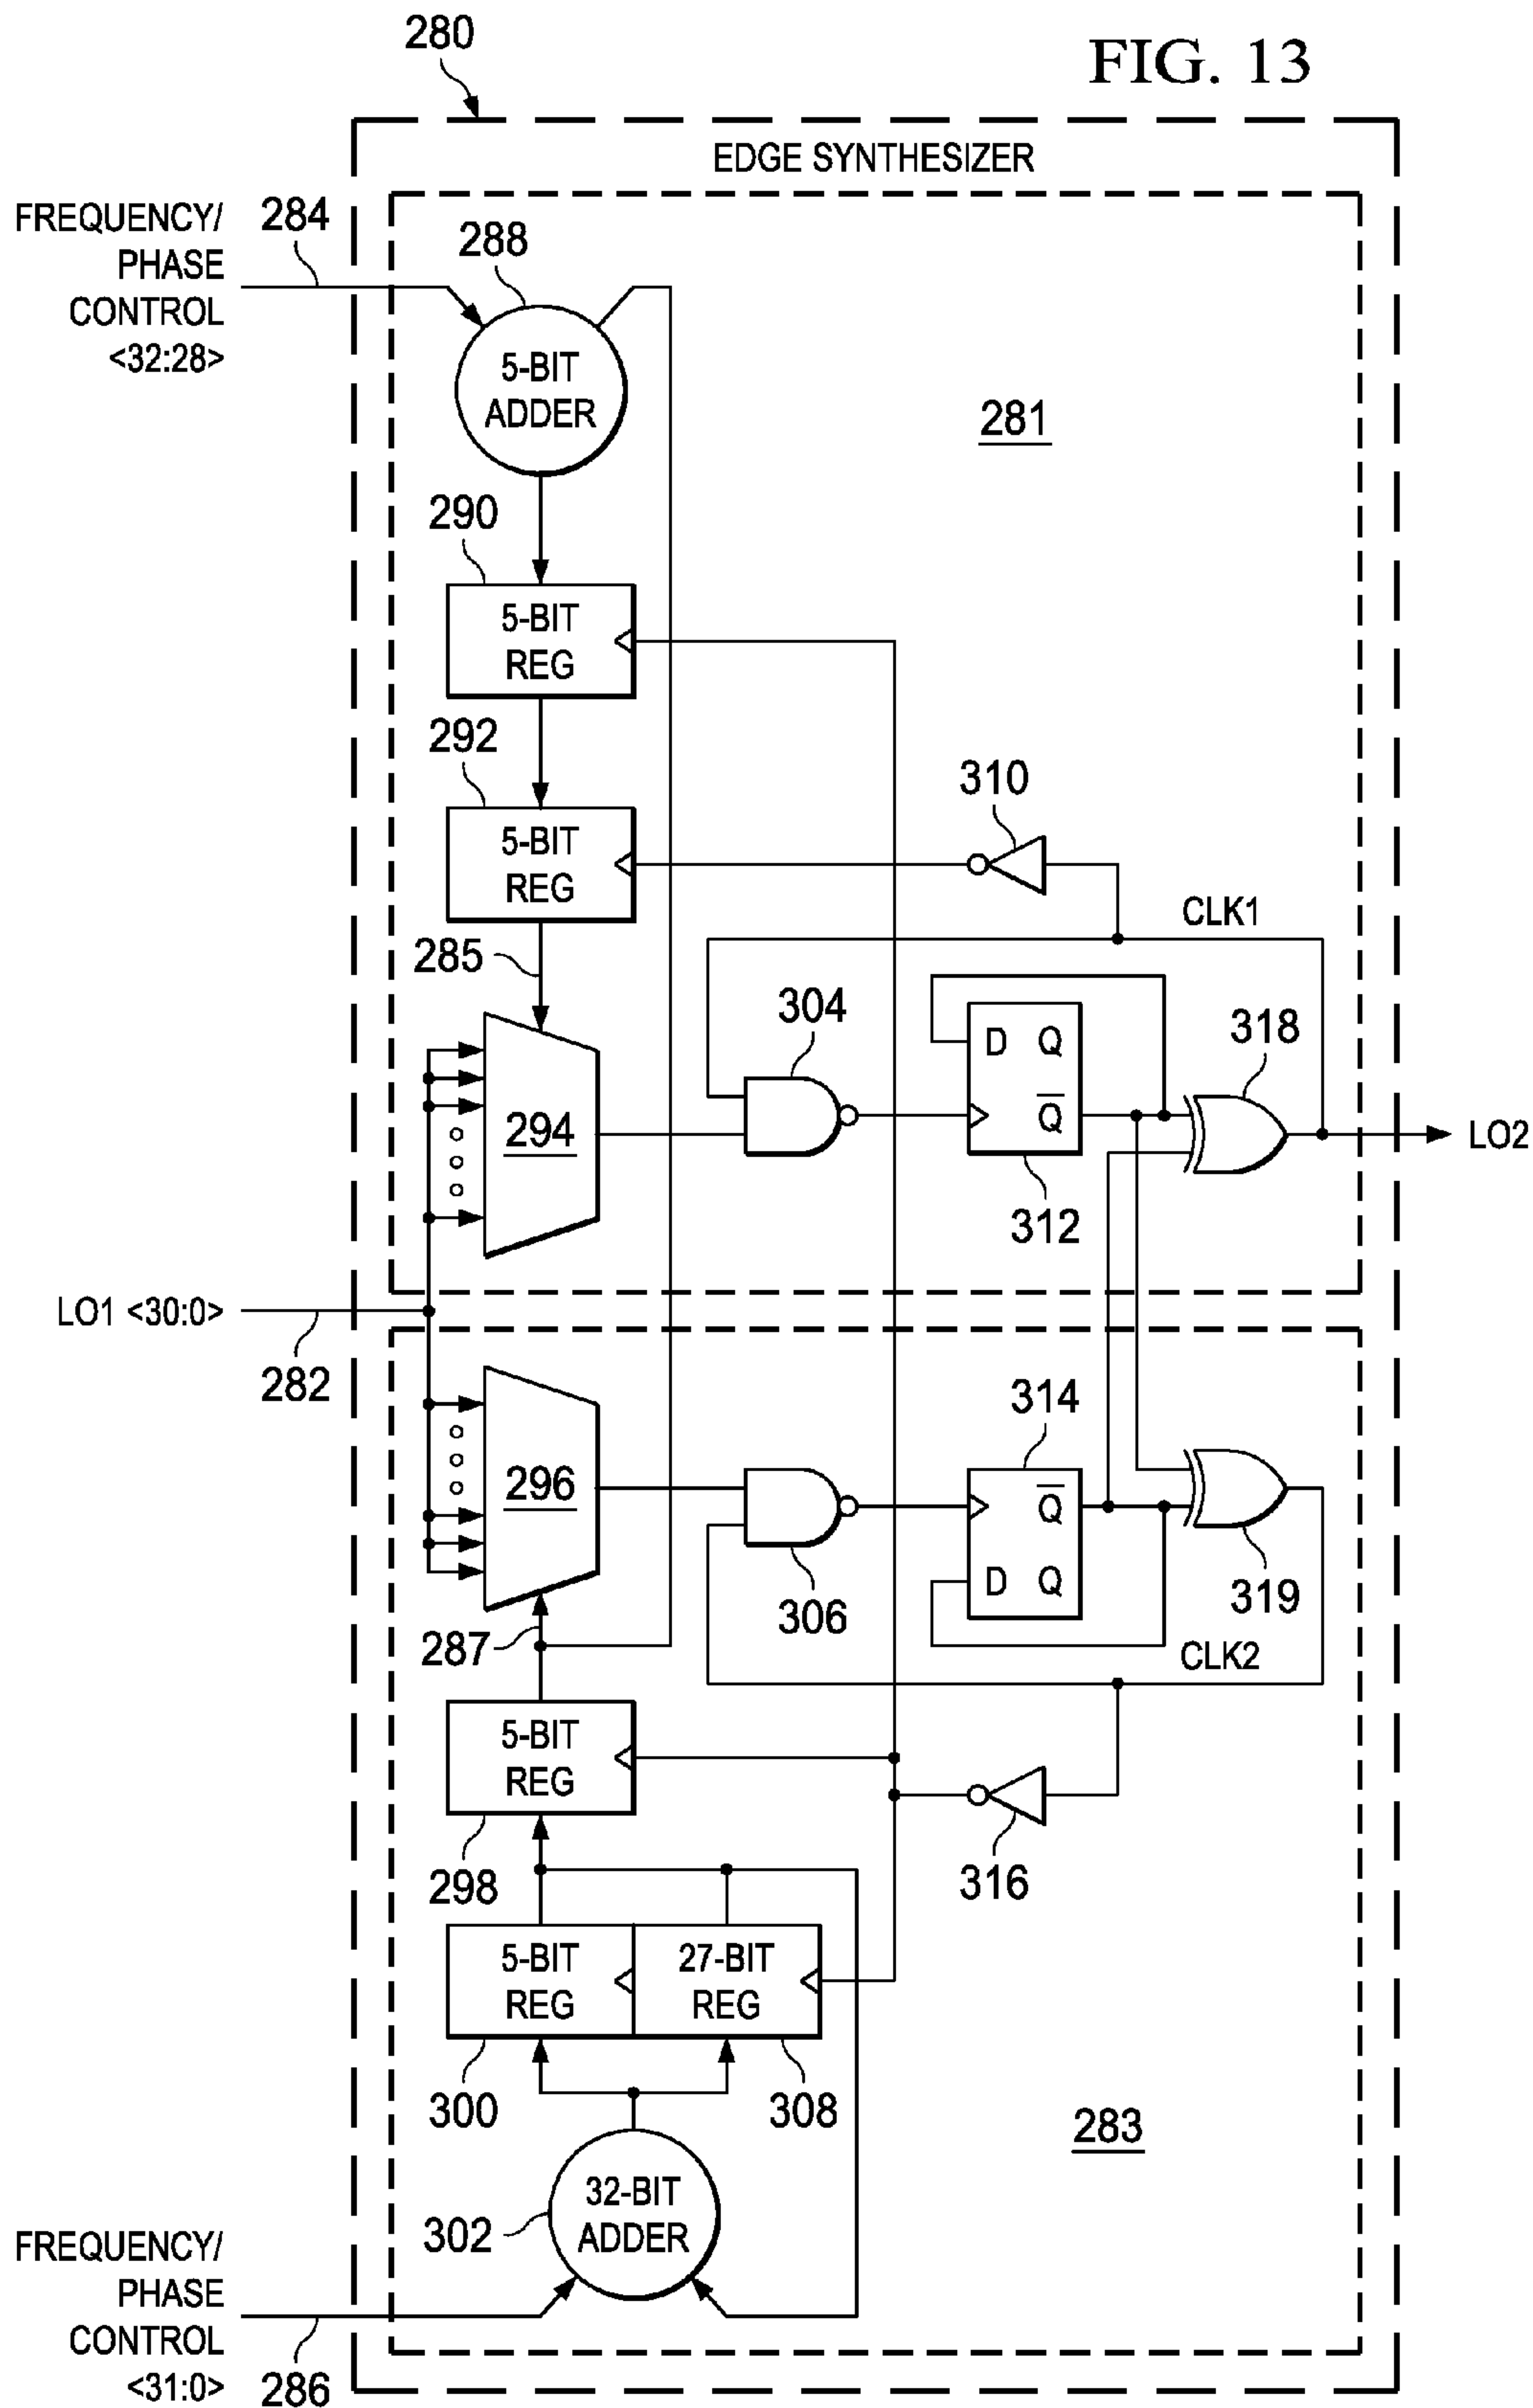 FIG. 13
280
EDGE SYNTHESIZER
FREQUENCY/
PHASE
CONTROL
<32:28>
284
288
5-BIT
ADDER
281
290
5-BIT
REG
292
5-BIT
REG
310
285
CLK1
304
D Q
Q
318
294
312
LO2
LO1 <30:0>
282
296
314
Q
D Q
306
319
287
CLK2
5-BIT
REG
298
316
5-BIT
REG
27-BIT
REG
300
308
283
302
32-BIT
ADDER
FREQUENCY/
PHASE
CONTROL
<31:0>
286